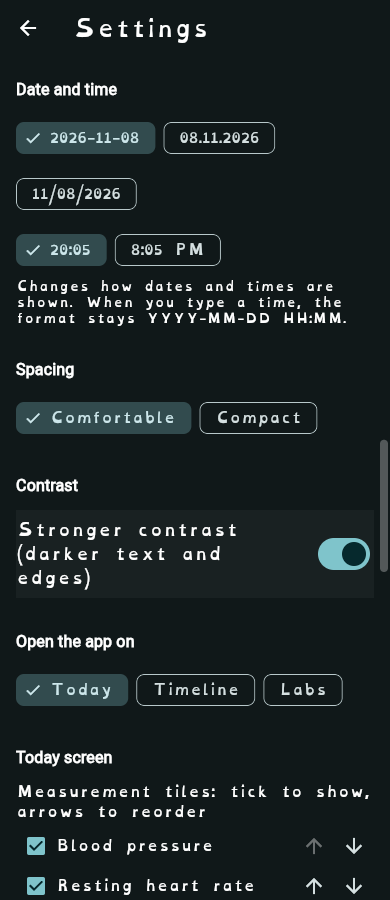 Settings
Date and time
2026-11-08 08.11.2026
11/08/2026
20:05 8:05 PM
Changes how dates and times are
shown. When you type a time, the
format stays YYYY-MM-DD HH:MM.
Spacing
Comfortable Compact
Contrast
Stronger contrast
(darker text and
edges)
Open the app on
Today Timeline Labs
Today screen
Measurement tiles: tick to show,
arrows to reorder
Blood pressure
Resting heart rate